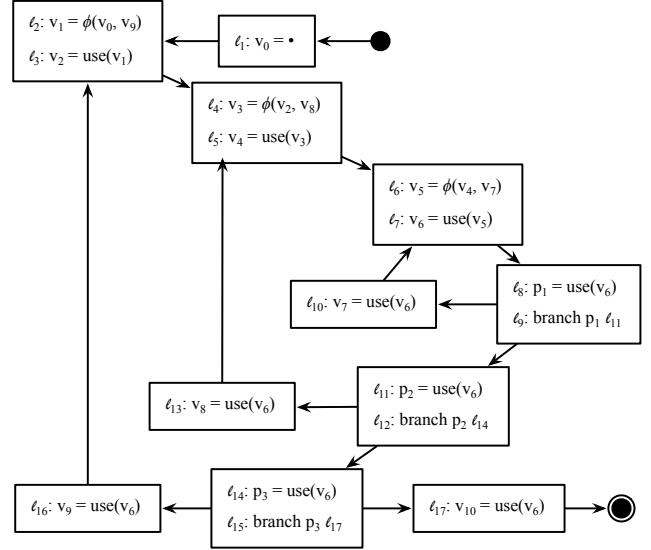 ℓ₂: v₁ = ϕ(v₀, v₉)
ℓ₃: v₂ = use(v₁)
ℓ₁: v₀ = •
ℓ₄: v₃ = ϕ(v₂, v₈)
ℓ₅: v₄ = use(v₃)
ℓ₆: v₅ = ϕ(v₄, v₇)
ℓ₇: v₆ = use(v₅)
ℓ₈: p₁ = use(v₆)
ℓ₉: branch p₁ ℓ₁₁
ℓ₁₀: v₇ = use(v₆)
ℓ₁₁: p₂ = use(v₆)
ℓ₁₂: branch p₂ ℓ₁₄
ℓ₁₃: v₈ = use(v₆)
ℓ₁₄: p₃ = use(v₆)
ℓ₁₅: branch p₃ ℓ₁₇
ℓ₁₆: v₉ = use(v₆)
ℓ₁₇: v₁₀ = use(v₆)